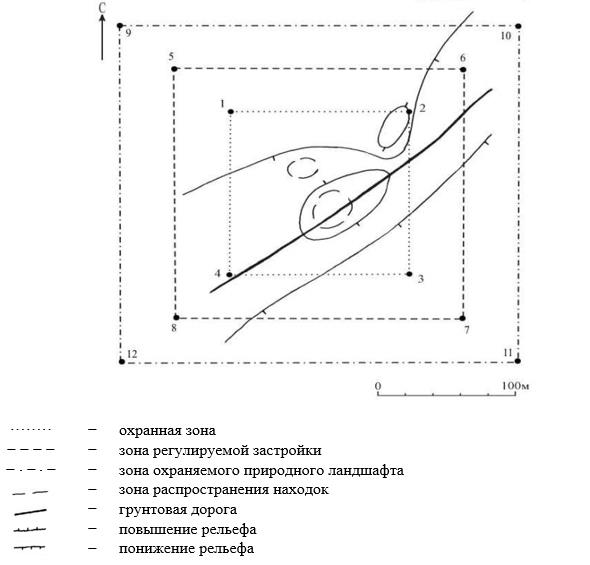 С
9
10
5
6
1
2
4
3
8
7
12
11
0
100м
– охранная зона
– зона регулируемой застройки
– зона охраняемого природного ландшафта
– зона распространения находок
– грунтовая дорога
– повышение рельефа
– понижение рельефа